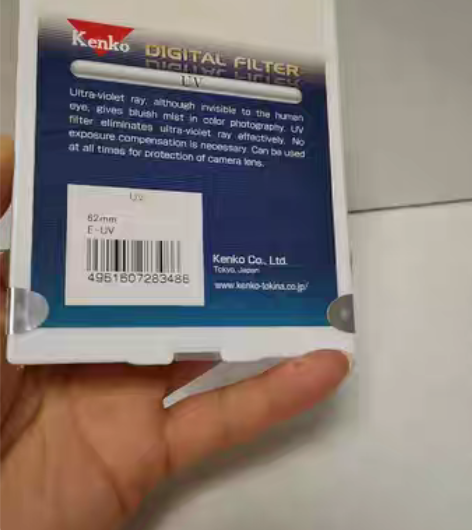 Kenko
DIGITAL FILTER
UV
Ultra-violet ray, although invisible to the human
eye, gives bluish mist in color photography. UV
filter eliminates ultra-violet ray effectively. No
exposure compensation is necessary. Can be used
at all times for protection of camera lens.
UV
62mm
E-UV
4961607283486
Kenko Co., Ltd.
Tokyo, Japan
www.kenko-tokina.co.jp/